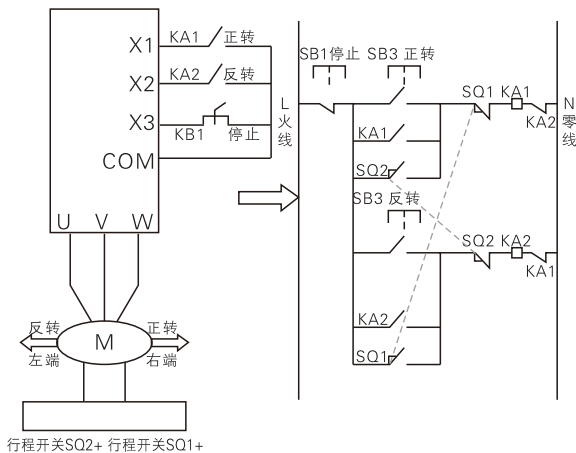 X1
KA1 正转
X2
KA2 反转
X3
KB1 停止
COM
U V W
反转 正转
M
左端 右端
行程开关SQ2+ 行程开关SQ1+
L
火
线
SB1停止 SB3 正转
SQ1 KA1
KA2
N
零
线
KA1
SQ2
SB3 反转
SQ2 KA2
KA1
KA2
SQ1